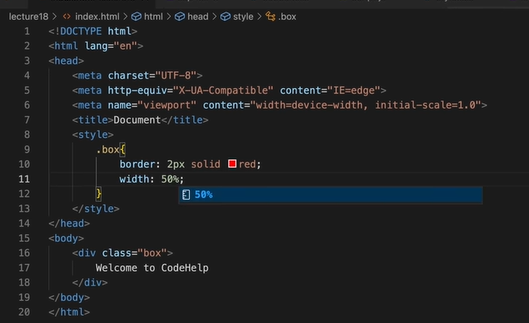 lecture18 > <> index.html > html > head > style > .box
1 <!DOCTYPE html>
2 <html lang="en">
3 <head>
4     <meta charset="UTF-8">
5     <meta http-equiv="X-UA-Compatible" content="IE=edge">
6     <meta name="viewport" content="width=device-width, initial-scale=1.0">
7     <title>Document</title>
8     <style>
9         .box{
10             border: 2px solid red;
11             width: 50%;
12         }
50%
13     </style>
14 </head>
15 <body>
16     <div class="box">
17         Welcome to CodeHelp
18     </div>
19 </body>
20 </html>